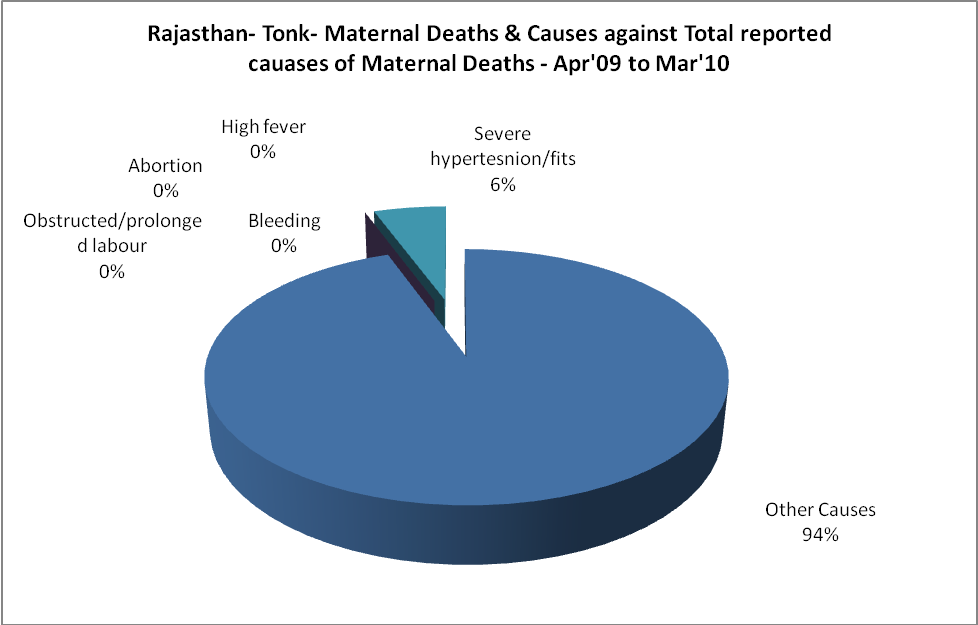 Rajasthan- Tonk- Maternal Deaths & Causes against Total reported
cauases of Maternal Deaths - Apr'09 to Mar'10
High fever
0%
Severe
hypertesnion/fits
6%
Abortion
0%
Obstructed/prolonge
d labour
0%
Bleeding
0%
Other Causes
94%